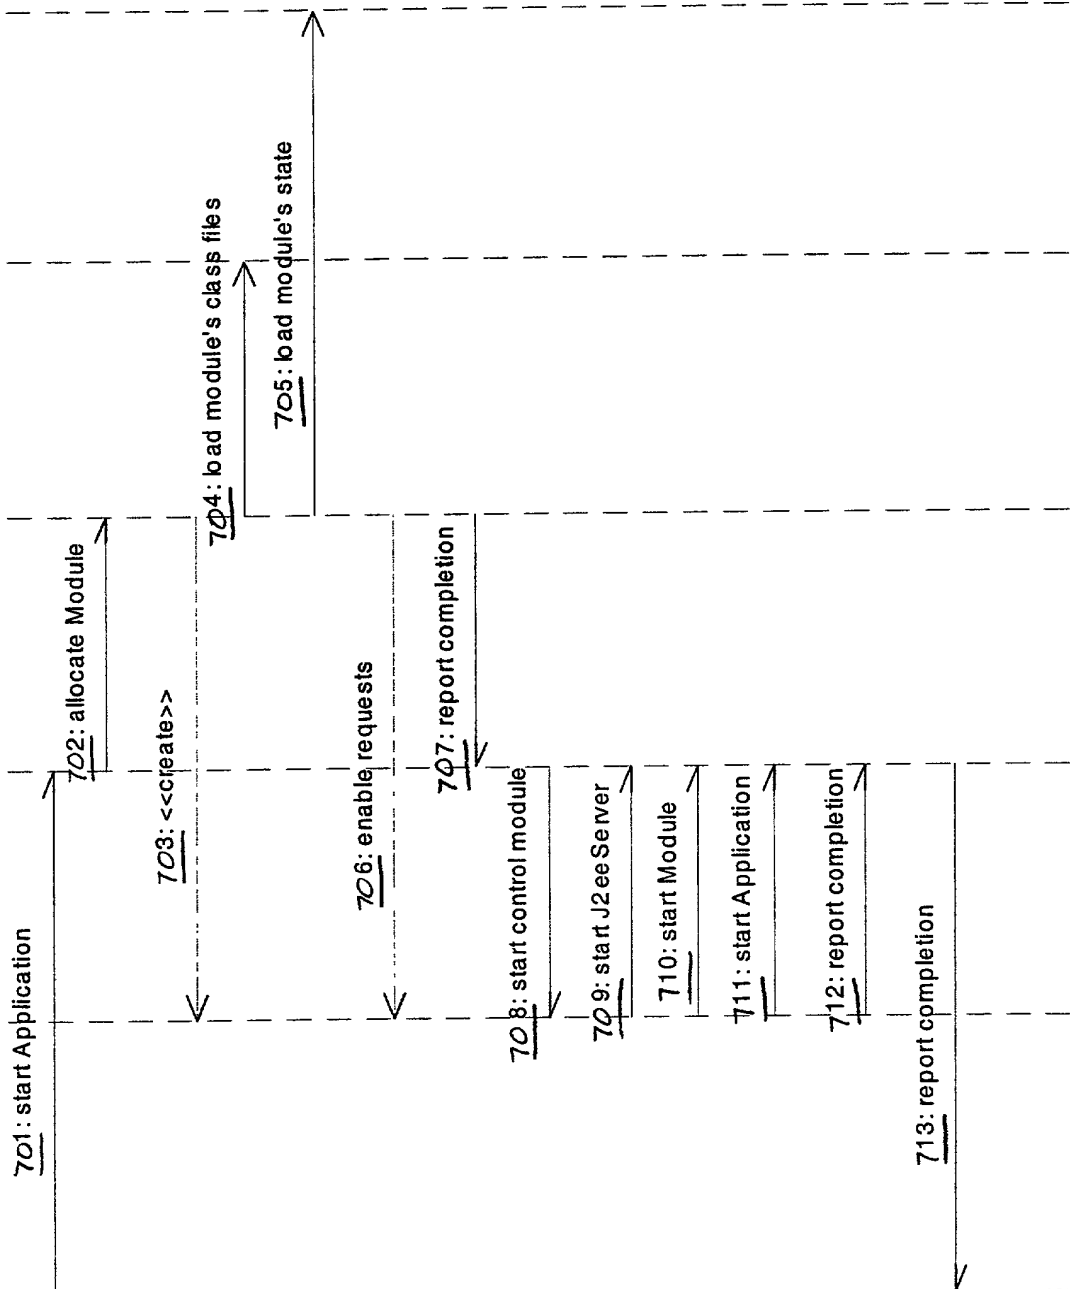 701: start Application
702: allocate Module
703: <<create>>
704: load module's class files
705: load module's state
706: enable requests
707: report completion
708: start control module
709: start J2eeServer
710: start Module
711: start Application
712: report completion
713: report completion